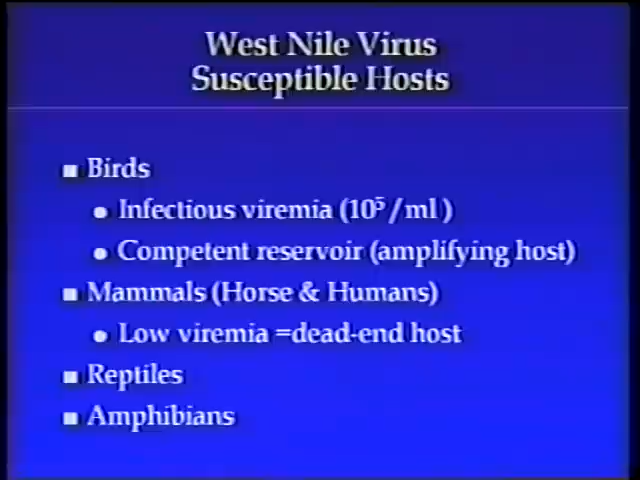 West Nile Virus
Susceptible Hosts
■ Birds
● Infectious viremia (10⁵/ml )
● Competent reservoir (amplifying host)
■ Mammals (Horse & Humans)
● Low viremia =dead-end host
■ Reptiles
■ Amphibians